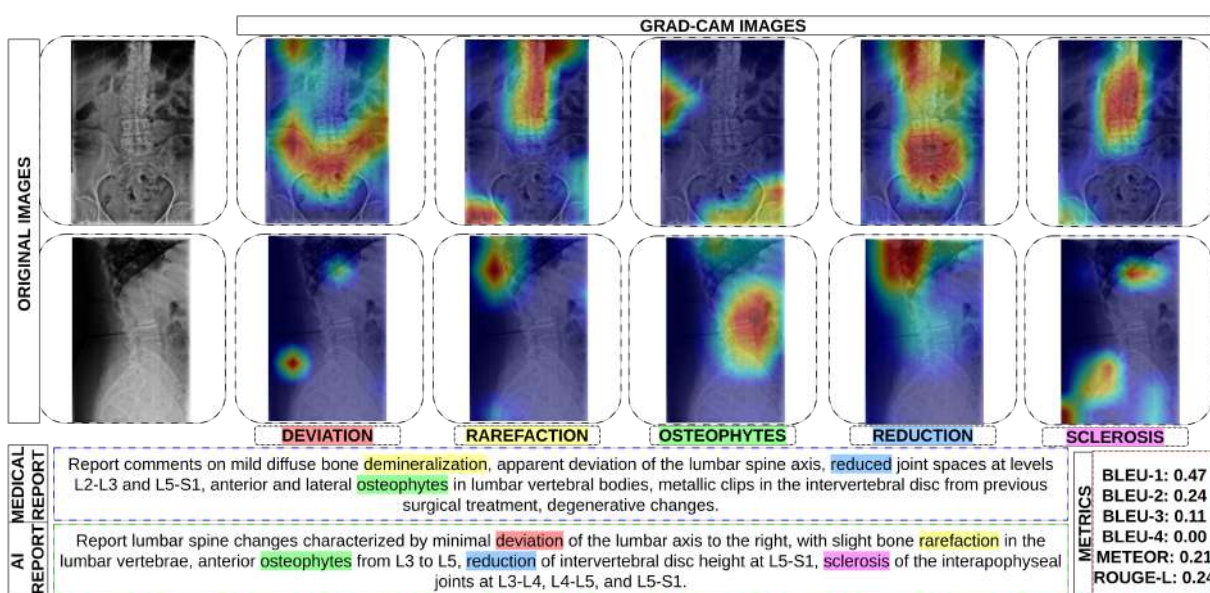 GRAD-CAM IMAGES
ORIGINAL IMAGES
DEVIATION
RAREFACTION
OSTEOPHYTES
REDUCTION
SCLEROSIS
MEDICAL
REPORT
Report comments on mild diffuse bone demineralization, apparent deviation of the lumbar spine axis, reduced joint spaces at levels
L2-L3 and L5-S1, anterior and lateral osteophytes in lumbar vertebral bodies, metallic clips in the intervertebral disc from previous
surgical treatment, degenerative changes.
AI
REPORT
Report lumbar spine changes characterized by minimal deviation of the lumbar axis to the right, with slight bone rarefaction in the
lumbar vertebrae, anterior osteophytes from L3 to L5, reduction of intervertebral disc height at L5-S1, sclerosis of the interapophyseal
joints at L3-L4, L4-L5, and L5-S1.
METRICS
BLEU-1: 0.47
BLEU-2: 0.24
BLEU-3: 0.11
BLEU-4: 0.00
METEOR: 0.21
ROUGE-L: 0.24